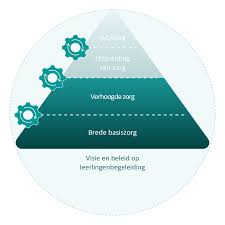 Uitbreiding
van zorg
Verhoogde zorg
Brede basiszorg
Visie en beleid op
leerlingenbegeleiding